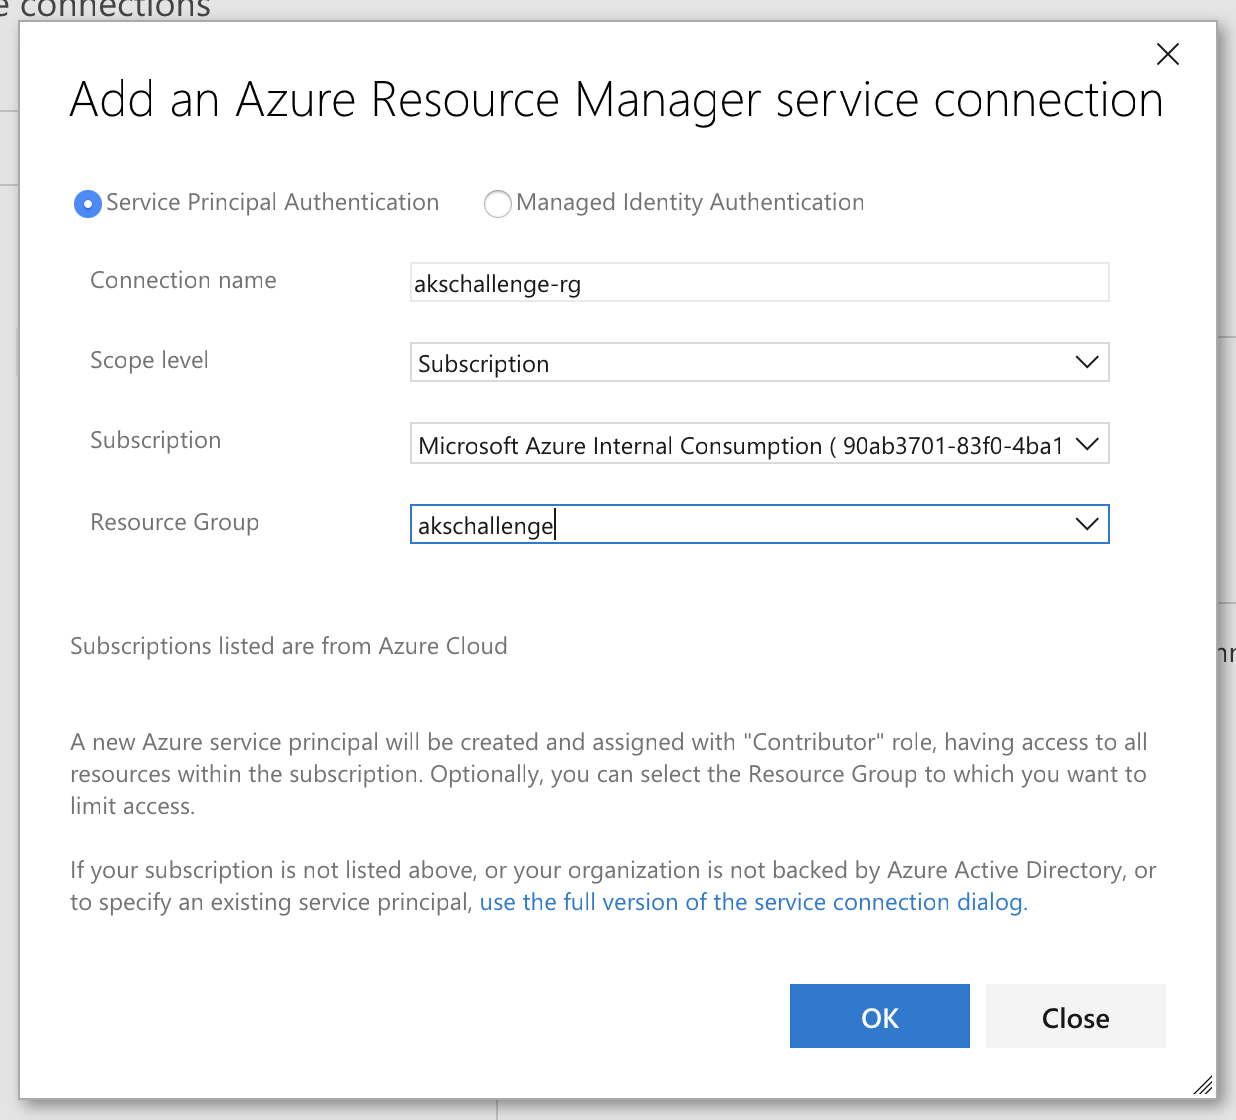 e connections
Add an Azure Resource Manager service connection
Service Principal Authentication Managed Identity Authentication
Connection name akschallenge-rg
Scope level Subscription
Subscription Microsoft Azure Internal Consumption ( 90ab3701-83f0-4ba1
Resource Group akschallenge
Subscriptions listed are from Azure Cloud
A new Azure service principal will be created and assigned with "Contributor" role, having access to all
resources within the subscription. Optionally, you can select the Resource Group to which you want to
limit access.
If your subscription is not listed above, or your organization is not backed by Azure Active Directory, or
to specify an existing service principal, use the full version of the service connection dialog.
OK Close